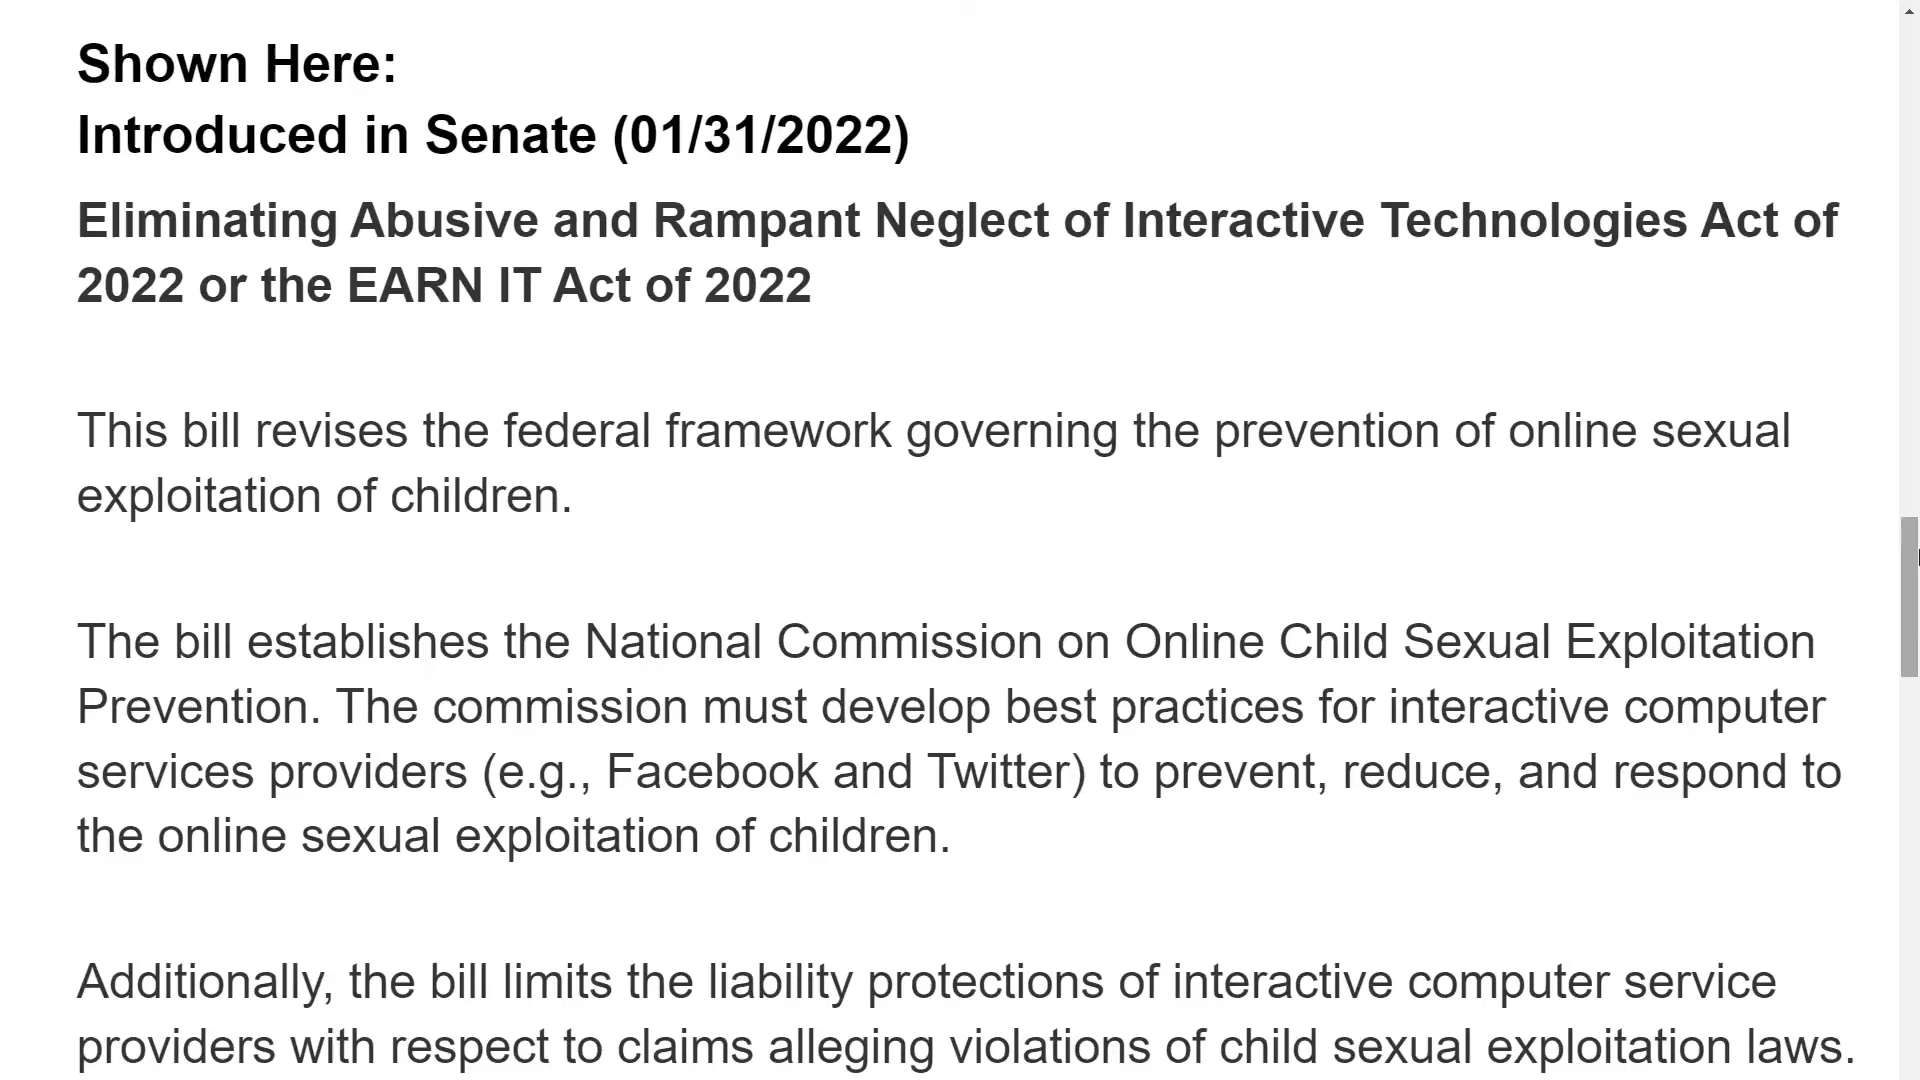 Shown Here:
Introduced in Senate (01/31/2022)
Eliminating Abusive and Rampant Neglect of Interactive Technologies Act of
2022 or the EARN IT Act of 2022
This bill revises the federal framework governing the prevention of online sexual
exploitation of children.
The bill establishes the National Commission on Online Child Sexual Exploitation
Prevention. The commission must develop best practices for interactive computer
services providers (e.g., Facebook and Twitter) to prevent, reduce, and respond to
the online sexual exploitation of children.
Additionally, the bill limits the liability protections of interactive computer service
providers with respect to claims alleging violations of child sexual exploitation laws.